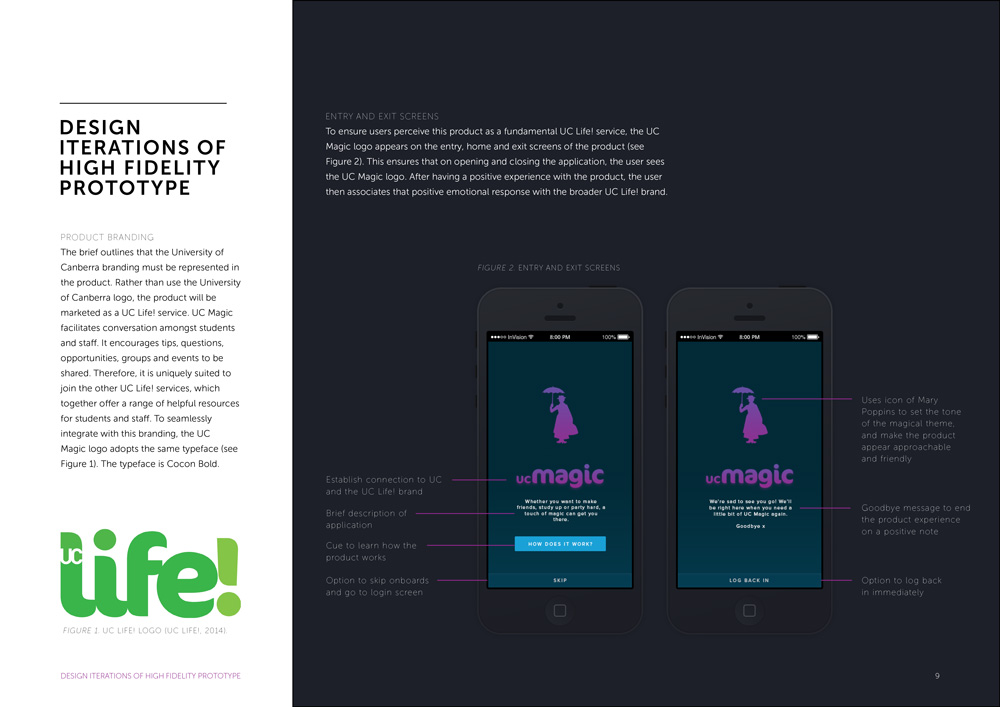 DESIGN
ITERATIONS OF
HIGH FIDELITY
PROTOTYPE
PRODUCT BRANDING
The brief outlines that the University of
Canberra branding must be represented in
the product. Rather than use the University
of Canberra logo, the product will be
marketed as a UC Life! service. UC Magic
facilitates conversation amongst students
and staff. It encourages tips, questions,
opportunities, groups and events to be
shared. Therefore, it is uniquely suited to
join the other UC Life! services, which
together offer a range of helpful resources
for students and staff. To seamlessly
integrate with this branding, the UC
Magic logo adopts the same typeface (see
Figure 1). The typeface is Cocon Bold.
UC life!
FIGURE 1. UC LIFE! LOGO (UC LIFE!, 2014)
DESIGN ITERATIONS OF HIGH FIDELITY PROTOTYPE
ENTRY AND EXIT SCREENS
To ensure users perceive this product as a fundamental UC Life! service, the UC
Magic logo appears on the entry, home and exit screens of the product (see
Figure 2). This ensures that on opening and closing the application, the user sees
the UC Magic logo. After having a positive experience with the product, the user
then associates that positive emotional response with the broader UC Life! brand.
FIGURE 2. ENTRY AND EXIT SCREENS
Establish connection to UC
and the UC Life! brand
Brief description of
application
Cue to learn how the
product works
Option to skip onboards
and go to login screen
InVision 8:00 PM 100%
uc magic
Whether you want to make
friends, study up or party hard, a
touch of magic can get you
there.
HOW DOES IT WORK?
SKIP
InVision 8:00 PM 100%
uc magic
We're sad to see you go! We'll
be right here when you need a
little bit of UC Magic again.
Goodbye x
LOG BACK IN
Uses icon of Mary
Poppins to set the tone
of the magical theme,
and make the product
appear approachable
and friendly
Goodbye message to end
the product experience
on a positive note
Option to log back
in immediately
9